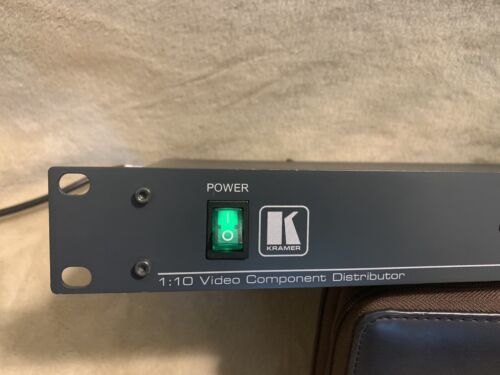 POWER
I
O
K
KRAMER
1:10 Video Component Distributor